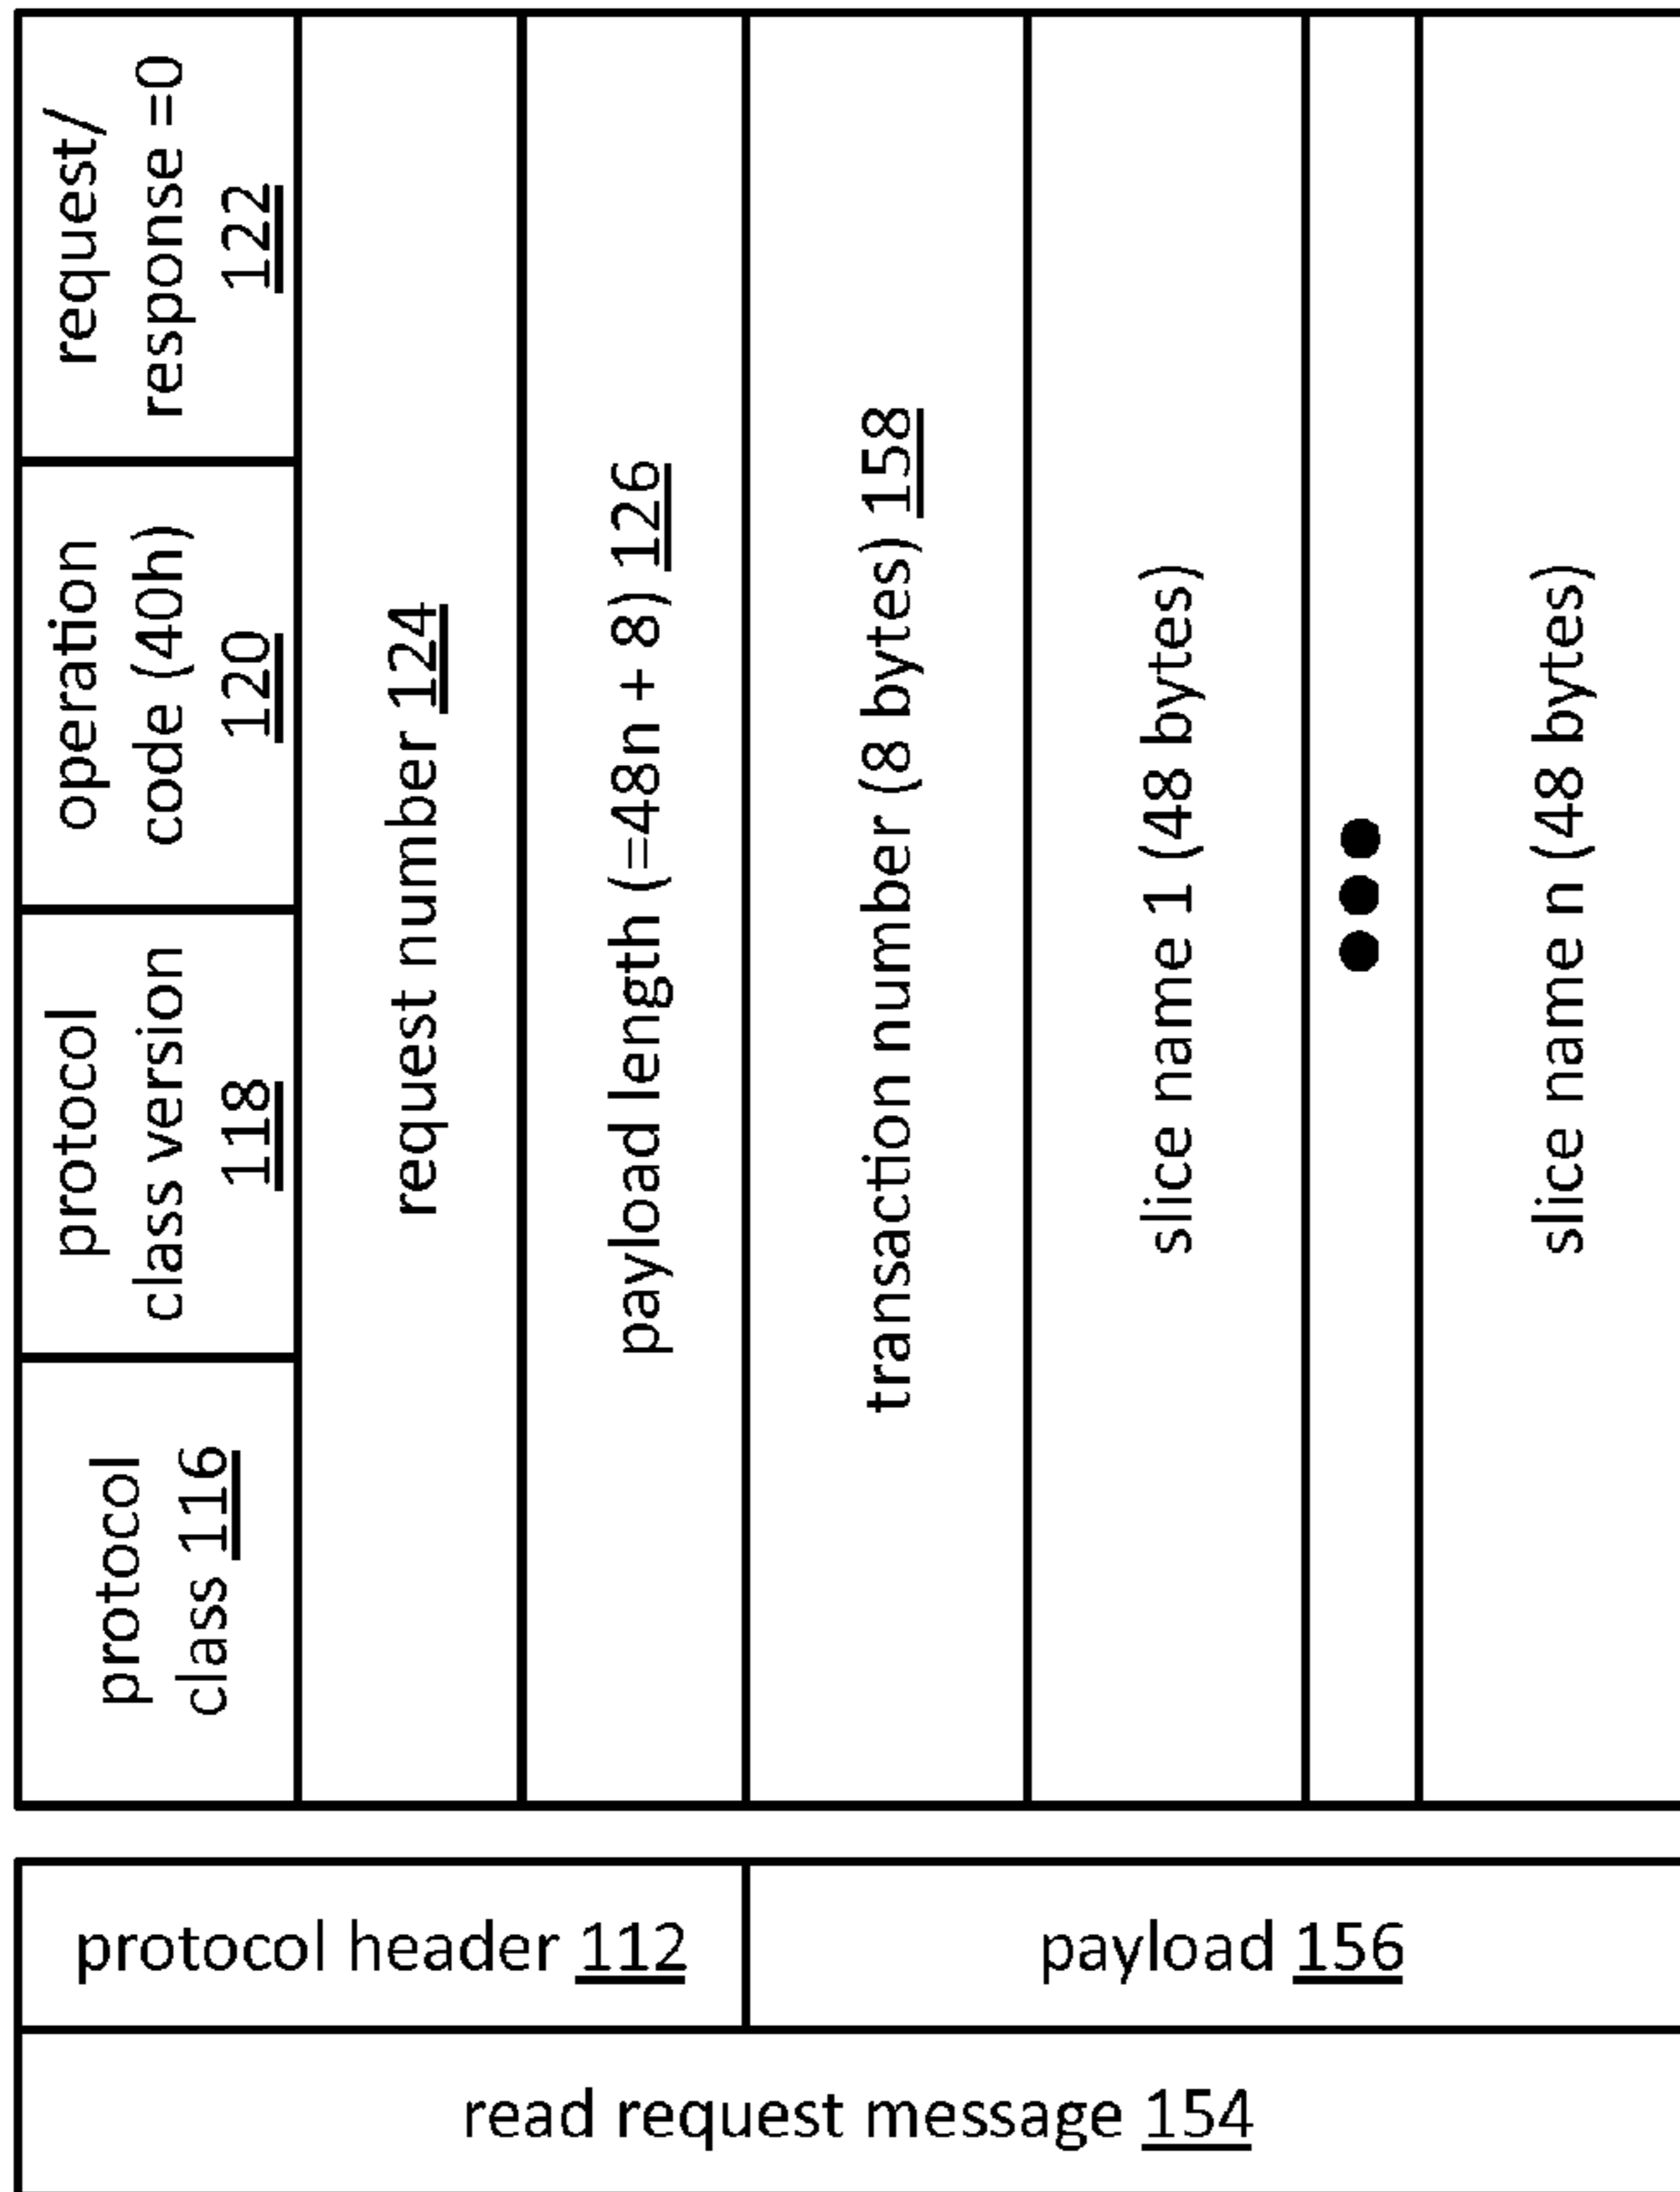 read request message 154
protocol header 112
payload 156
protocol
class 116
protocol
class version
118
operation
code (40h)
120
request/
response =0
122
request number 124
payload length (=48n + 8) 126
transaction number (8 bytes) 158
slice name 1 (48 bytes)
●●●
slice name n (48 bytes)